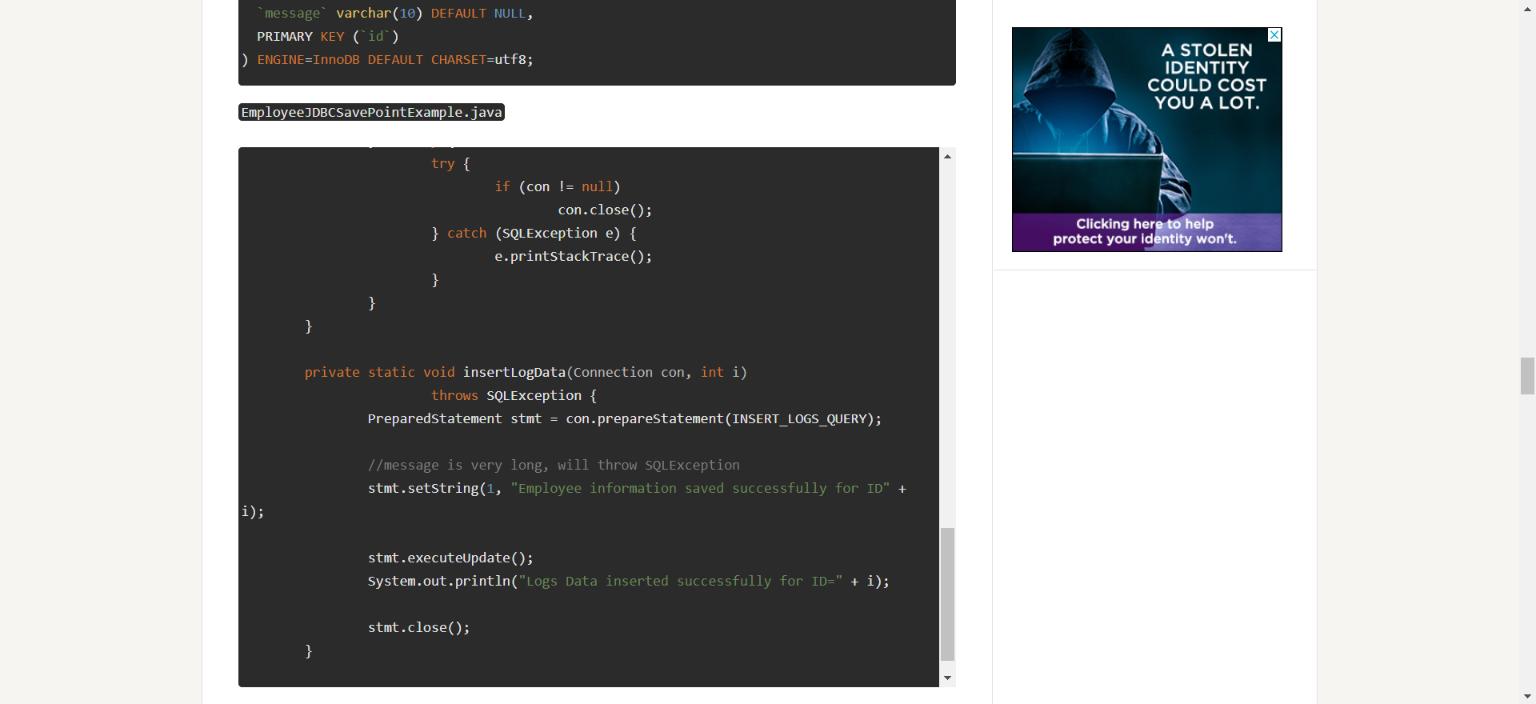 `message` varchar(10) DEFAULT NULL,
PRIMARY KEY (`id`)
) ENGINE=InnoDB DEFAULT CHARSET=utf8;
EmployeeJDBCSavePointExample.java
try {
if (con != null)
con.close();
} catch (SQLException e) {
e.printStackTrace();
}
}
}
private static void insertLogData(Connection con, int i)
throws SQLException {
PreparedStatement stmt = con.prepareStatement(INSERT_LOGS_QUERY);
//message is very long, will throw SQLException
stmt.setString(1, "Employee information saved successfully for ID" +
i);
stmt.executeUpdate();
System.out.println("Logs Data inserted successfully for ID=" + i);
stmt.close();
}
A STOLEN
IDENTITY
COULD COST
YOU A LOT.
Clicking here to help
protect your identity won't.